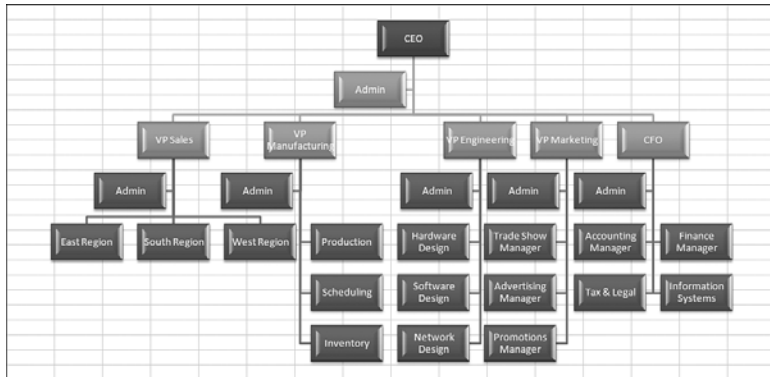 CEO
Admin
VP Sales
VP
Manufacturing
VP Engineering
VP Marketing
CFO
Admin
Admin
Admin
Admin
Admin
East Region
South Region
West Region
Production
Hardware
Design
Trade Show
Manager
Accounting
Manager
Finance
Manager
Scheduling
Software
Design
Advertising
Manager
Tax & Legal
Information
Systems
Inventory
Network
Design
Promotions
Manager